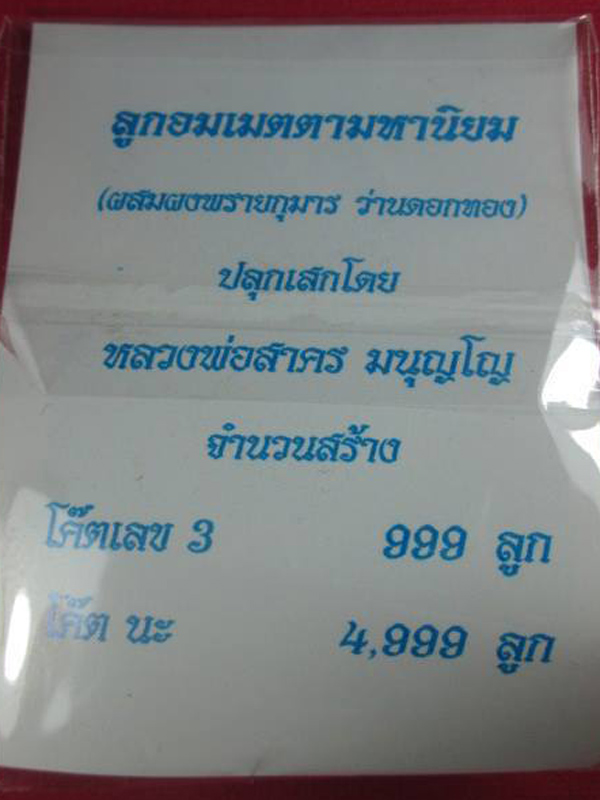 ลูกอมเมตตามหานิยม
(ผสมผงพรายกุมาร ว่านดอกทอง)
ปลุกเสกโดย
หลวงพ่อสาคร มนุญโญ
จำนวนสร้าง
โค๊ตเลข 3 999 ลูก
โค๊ต นะ 4,999 ลูก